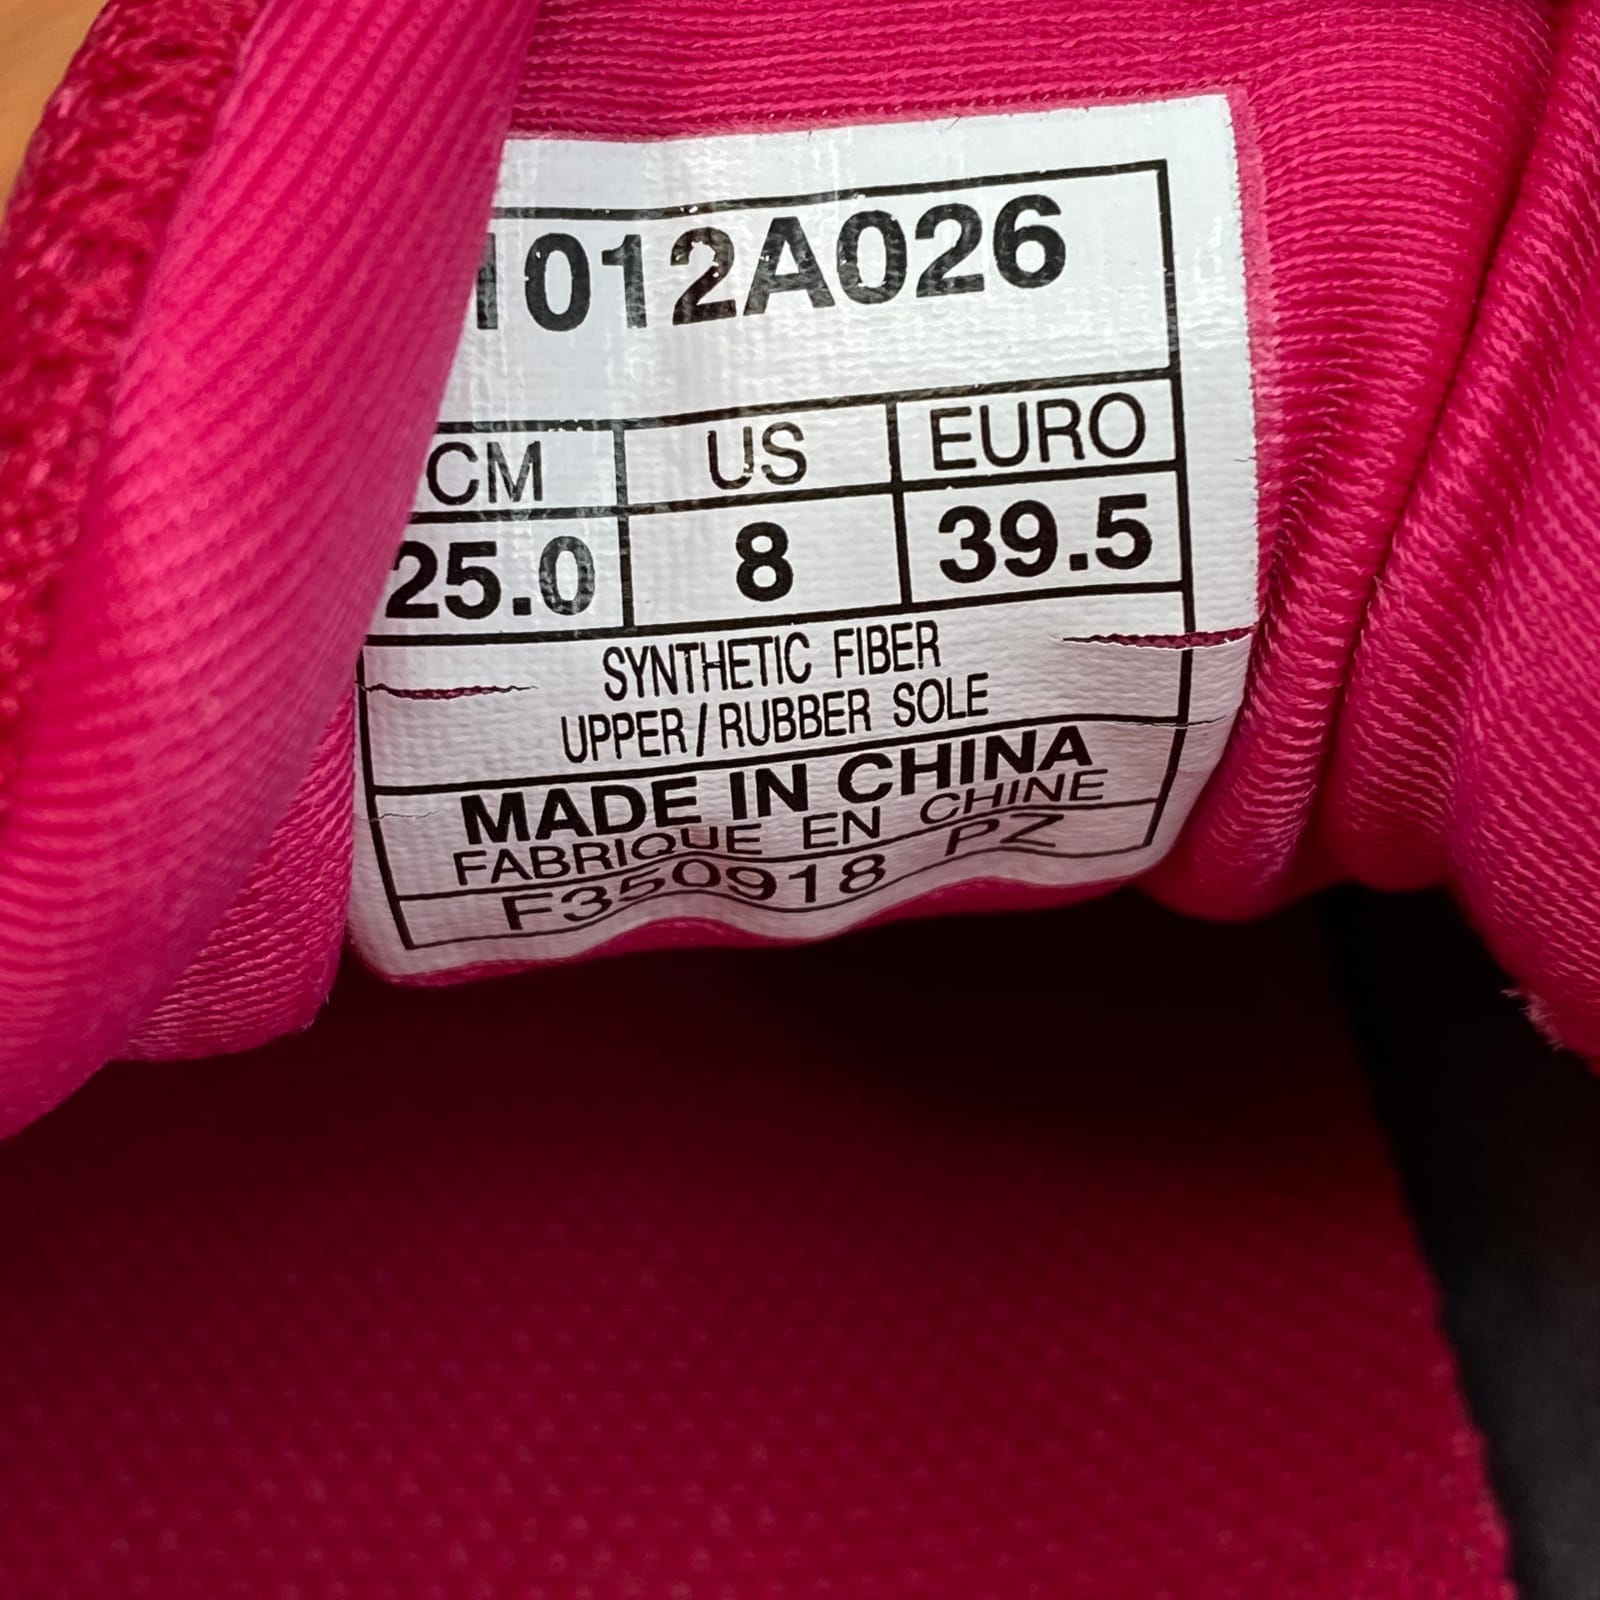 1012A026
CM US EURO
25.0 8 39.5
SYNTHETIC FIBER
UPPER/RUBBER SOLE
MADE IN CHINA
FABRIQUE EN CHINE
F350918 PZ